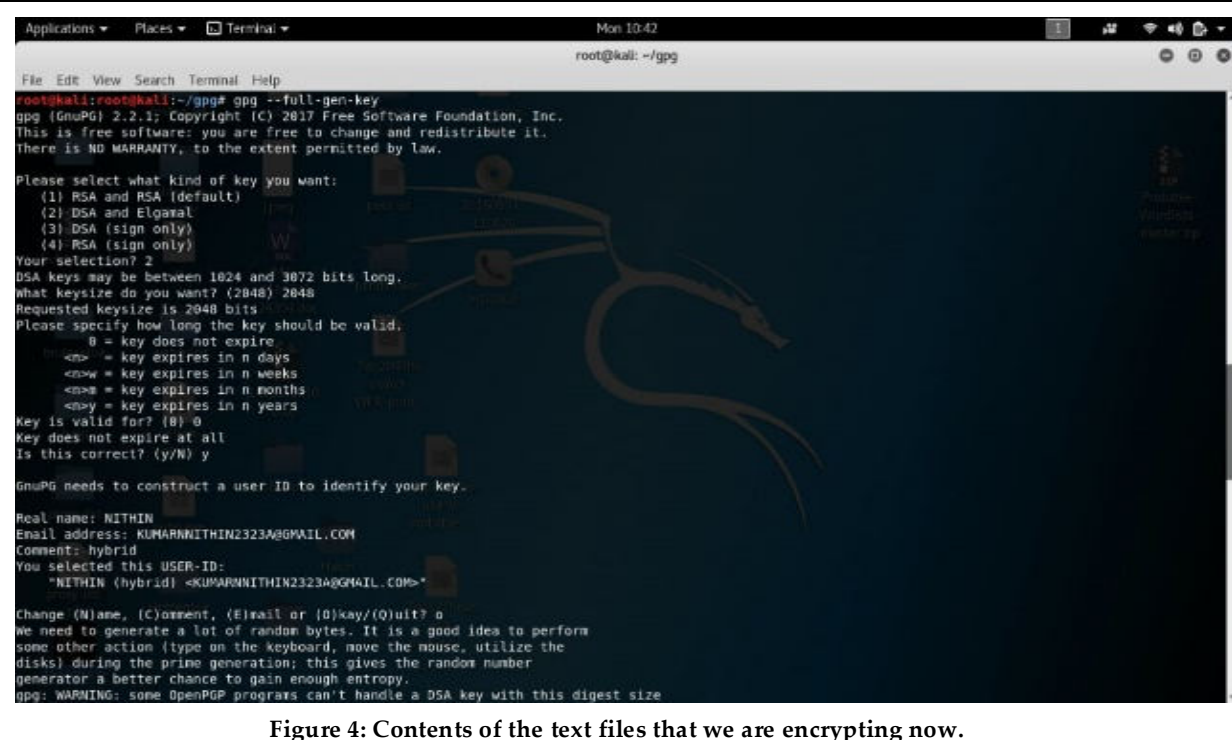 Applications Places Terminal Mon 10:42 1
root@kali: ~/gpg
File Edit View Search Terminal Help
root@kali:root@kali:~/gpg# gpg --full-gen-key
gpg (GnuPG) 2.2.1; Copyright (C) 2017 Free Software Foundation, Inc.
This is free software: you are free to change and redistribute it.
There is NO WARRANTY, to the extent permitted by law.
Please select what kind of key you want:
(1) RSA and RSA (default)
(2) DSA and Elgamal
(3) DSA (sign only)
(4) RSA (sign only)
Your selection? 2
DSA keys may be between 1024 and 3072 bits long.
What keysize do you want? (2048) 2048
Requested keysize is 2048 bits
Please specify how long the key should be valid.
0 = key does not expire
<n> = key expires in n days
<n>w = key expires in n weeks
<n>m = key expires in n months
<n>y = key expires in n years
Key is valid for? (0) 0
Key does not expire at all
Is this correct? (y/N) y
GnuPG needs to construct a user ID to identify your key.
Real name: NITHIN
Email address: KUMARNNITHIN2323A@GMAIL.COM
Comment: hybrid
You selected this USER-ID:
"NITHIN (hybrid) <KUMARNNITHIN2323A@GMAIL.COM>"
Change (N)ame, (C)omment, (E)mail or (O)kay/(Q)uit? o
We need to generate a lot of random bytes. It is a good idea to perform
some other action (type on the keyboard, move the mouse, utilize the
disks) during the prime generation; this gives the random number
generator a better chance to gain enough entropy.
gpg: WARNING: some OpenPGP programs can't handle a DSA key with this digest size
Figure 4: Contents of the text files that we are encrypting now.